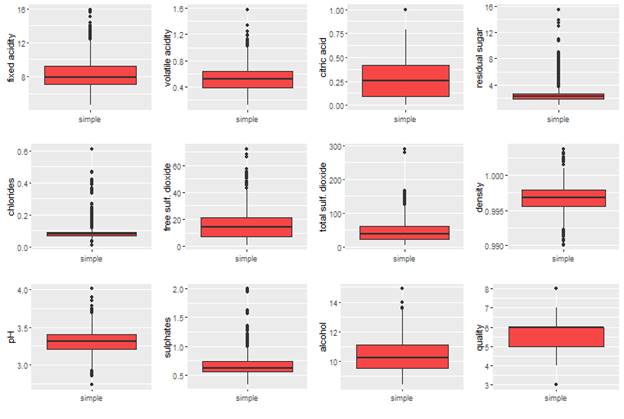 fixed acidity
16
12
8
simple
volatile acidity
1.6
1.2
0.8
0.4
simple
citric acid
1.00
0.75
0.50
0.25
0.00
simple
residual sugar
16
12
8
4
simple
chlorides
0.6
0.4
0.2
0.0
simple
free sulf. dioxide
60
40
20
0
simple
total sulf. dioxide
300
200
100
0
simple
density
1.000
0.995
0.990
simple
pH
4.0
3.5
3.0
simple
sulphates
2.0
1.5
1.0
0.5
simple
alcohol
14
12
10
simple
quality
8
7
6
5
4
3
simple